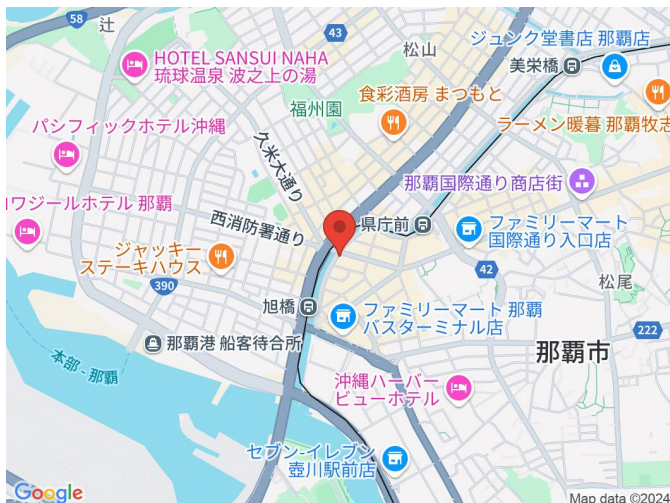 58
辻
43
松山
ジュンク堂書店 那覇店
HOTEL SANSUI NAHA
琉球温泉 波之上の湯
美栄橋
福州園
食彩酒房 まつもと
パシフィックホテル沖縄
久米大通り
ラーメン暖暮 那覇牧志
那覇国際通り商店街
ワジールホテル 那覇
西消防署通り
県庁前
ファミリーマート
国際通り入口店
ジャッキー
ステーキハウス
42
松尾
390
旭橋
ファミリーマート 那覇
バスターミナル店
222
那覇港 船客待合所
那覇市
本部 - 那覇
沖縄ハーバー
ビューホテル
セブン-イレブン
壺川駅前店
Google
Map data ©2024